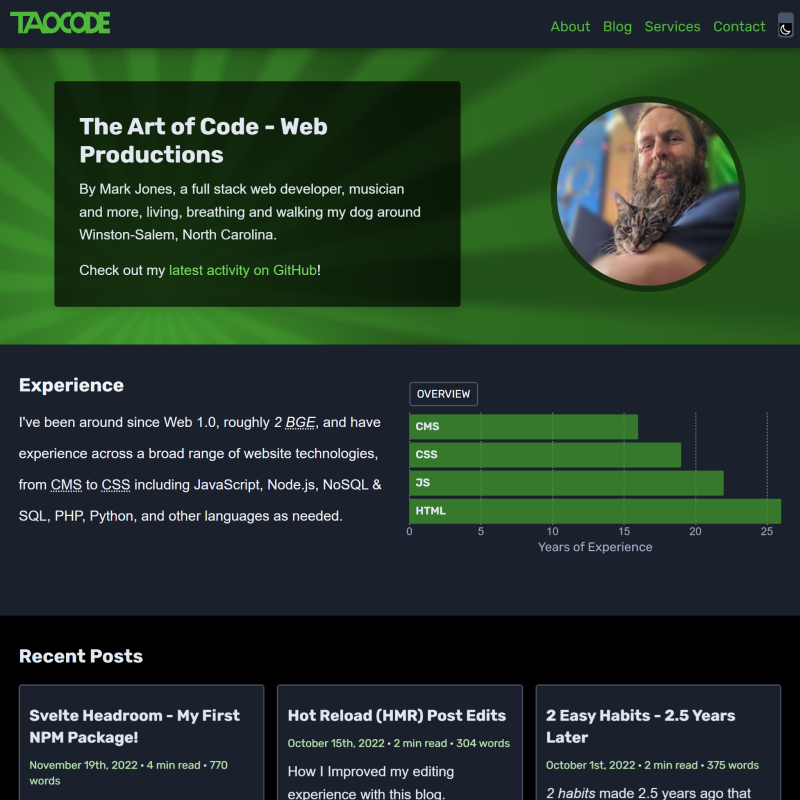 TAOCODE
About Blog Services Contact
The Art of Code - Web
Productions
By Mark Jones, a full stack web developer, musician
and more, living, breathing and walking my dog around
Winston-Salem, North Carolina.
Check out my latest activity on GitHub!
Experience
I've been around since Web 1.0, roughly 2 BGE, and have
experience across a broad range of website technologies,
from CMS to CSS including JavaScript, Node.js, NoSQL &
SQL, PHP, Python, and other languages as needed.
OVERVIEW
CMS
CSS
JS
HTML
0 5 10 15 20 25
Years of Experience
Recent Posts
Svelte Headroom - My First
NPM Package!
November 19th, 2022 • 4 min read • 770
words
Hot Reload (HMR) Post Edits
October 15th, 2022 • 2 min read • 304 words
How I Improved my editing
experience with this blog.
2 Easy Habits - 2.5 Years
Later
October 1st, 2022 • 2 min read • 375 words
2 habits made 2.5 years ago that